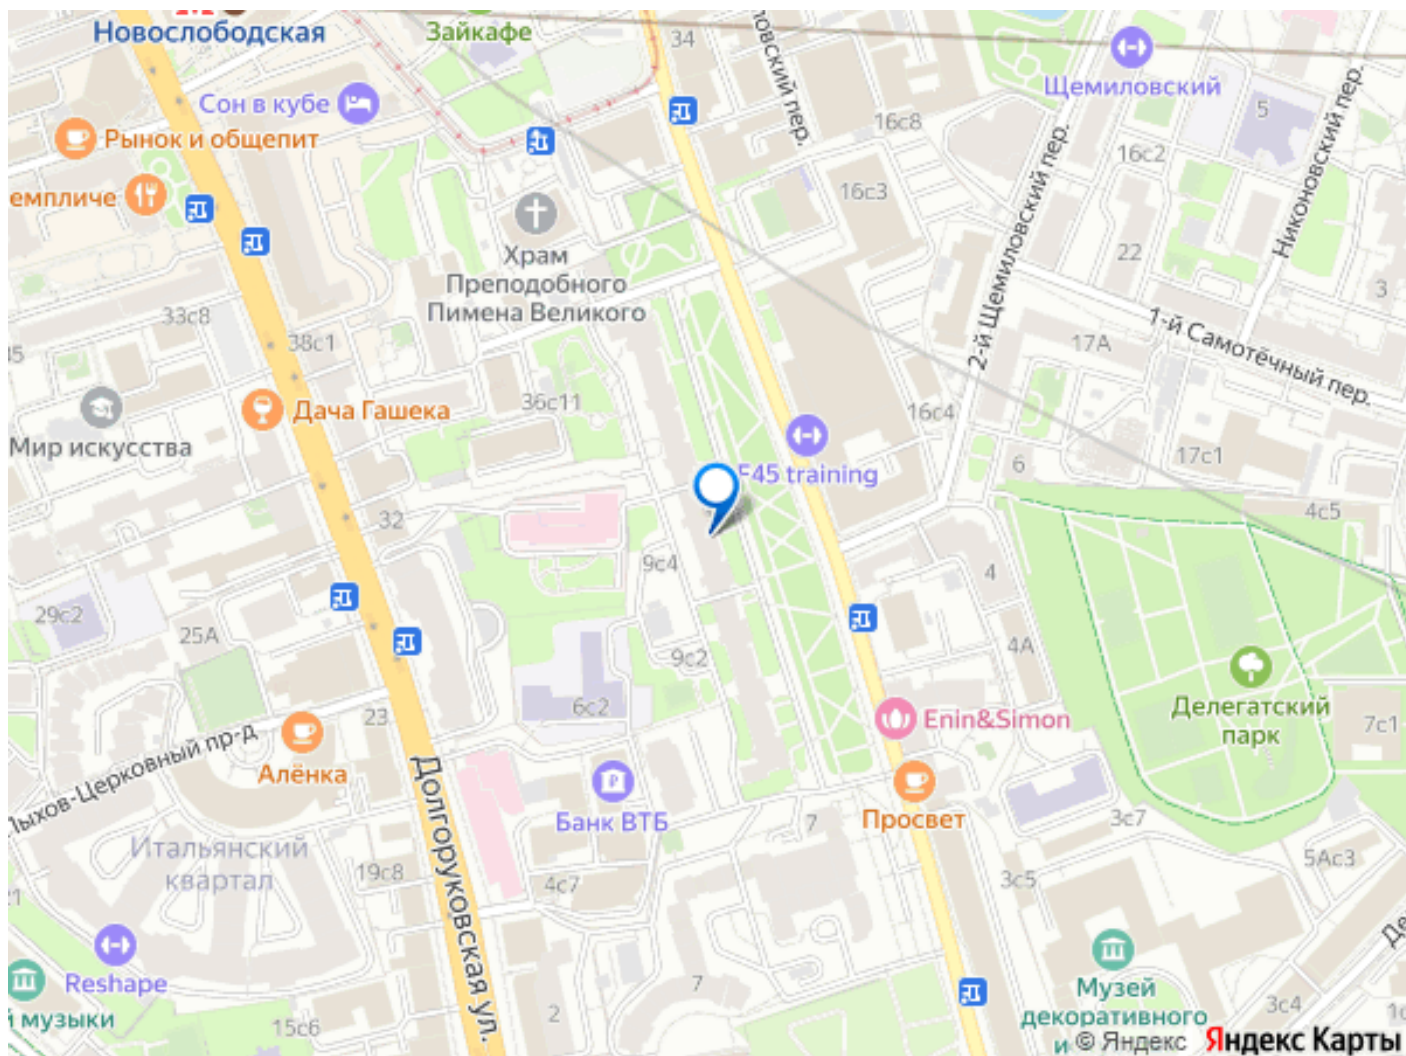 Новослободская
Зайкафе
34
ловский пер.
Щемиловский
Сон в кубе
5
16с8
Рынок и общепит
16с2
емпличе
16с3
Никоновский пер.
2-й Щемиловский пер.
Храм
Преподобного
Пимена Великого
22
3
33с8
38с1
17А
1-й Самотёчный пер.
36с11
16с4
Дача Гашека
Мир искусства
F45 training
17с1
6
4с5
32
9с4
4
29с2
25А
4А
9с2
6с2
Делегатский
парк
23
Enin&Simon
7с1
Пыхов-Церковный пр-д
Алёнка
Долгоруковская ул.
Банк ВТБ
7
Просвет
3с7
Итальянский
квартал
19с8
4с7
3с5
5Ас3
21
Reshape
7
Музей
декоративного
и
й музыки
15с6
2
3с4
© Яндекс Яндекс Карты